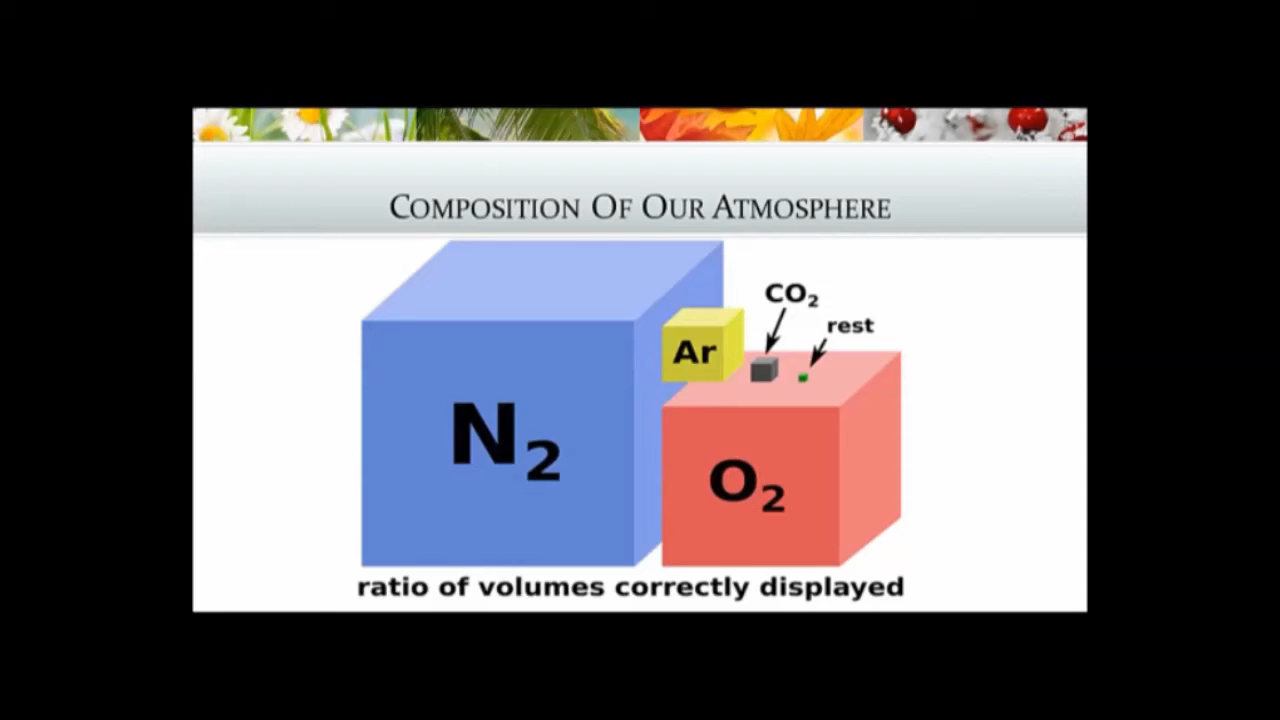 COMPOSITION OF OUR ATMOSPHERE
CO₂
rest
Ar
N₂
O₂
ratio of volumes correctly displayed